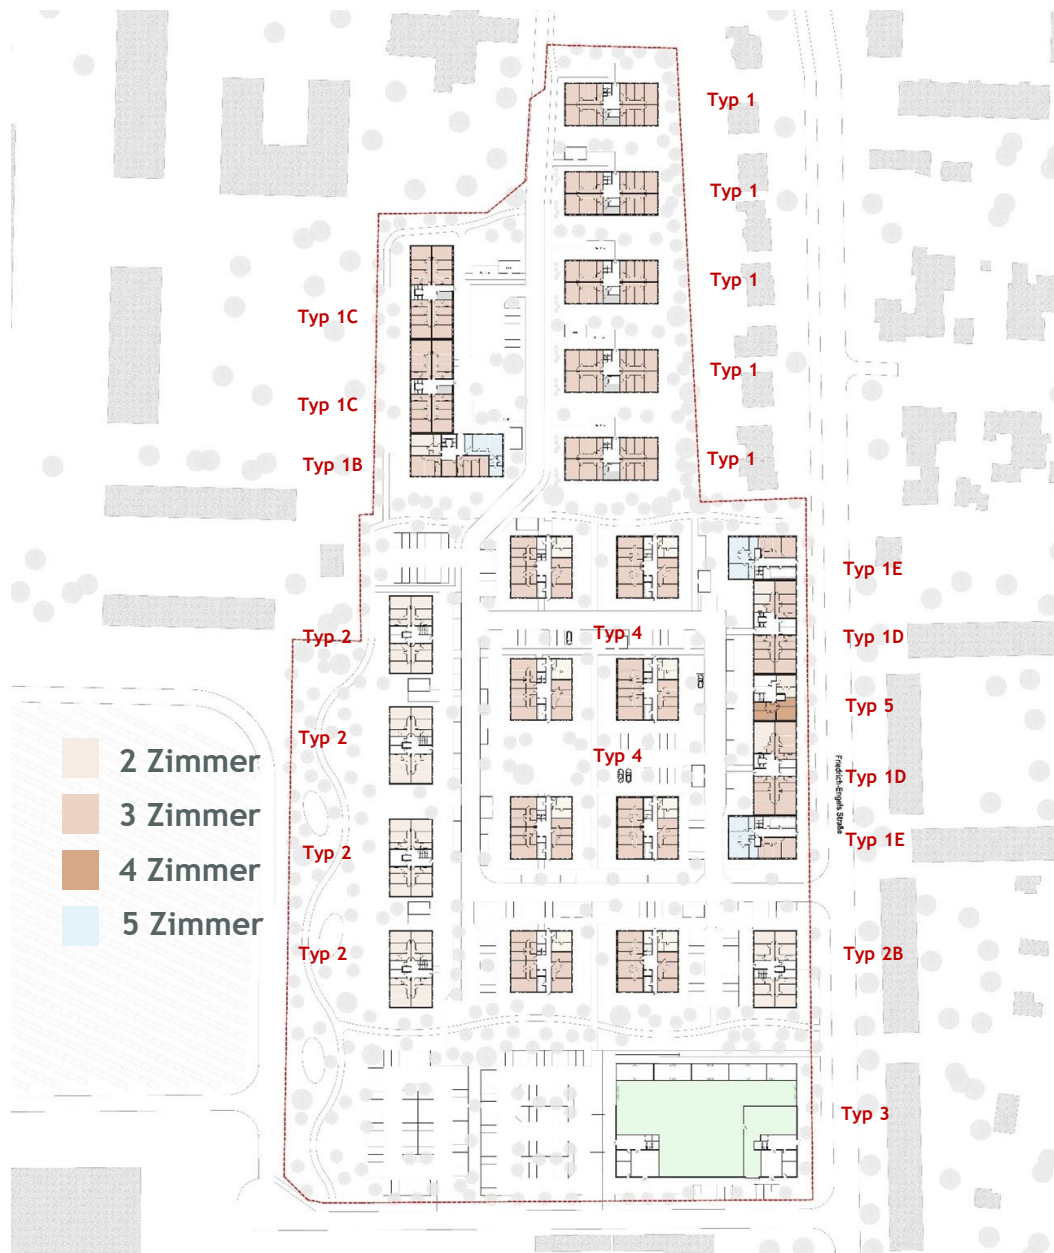 Typ 1
Typ 1
Typ 1
Typ 1C
Typ 1
Typ 1C
Typ 1
Typ 1B
Typ 1E
Typ 2
Typ 4
Typ 1D
Typ 5
Typ 2
Typ 4
2 Zimmer
Typ 1D
Friedrich-Engels Straße
3 Zimmer
Typ 1E
Typ 2
4 Zimmer
5 Zimmer
Typ 2
Typ 2B
Typ 3